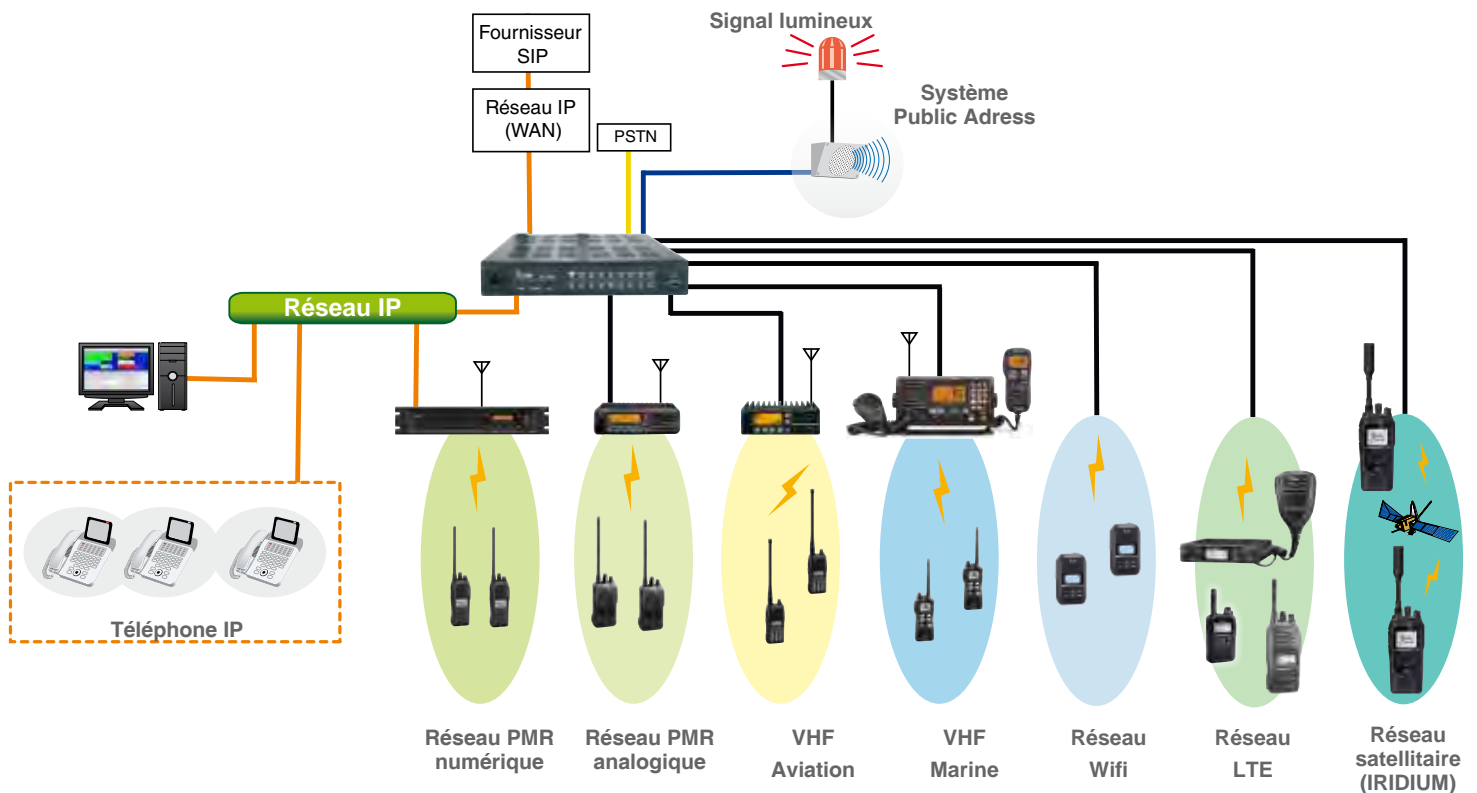 Fournisseur
SIP
Réseau IP
(WAN)
PSTN
Signal lumineux
Système
Public Adress
Réseau IP
Téléphone IP
Réseau PMR
numérique
Réseau PMR
analogique
VHF
Aviation
VHF
Marine
Réseau
Wifi
Réseau
LTE
Réseau
satellitaire
(IRIDIUM)